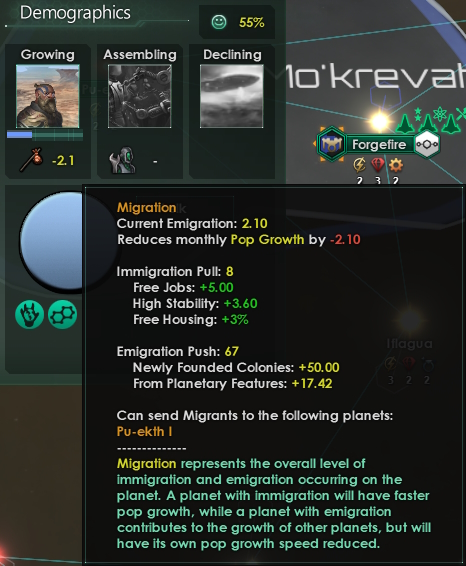 Demographics
55%
Growing
Assembling
Declining
-2.1
-
Mo'krevah
Forgefire
2 3 2
Migration
Current Emigration: 2.10
Reduces monthly Pop Growth by -2.10
Immigration Pull: 8
Free Jobs: +5.00
High Stability: +3.60
Free Housing: +3%
Emigration Push: 67
Newly Founded Colonies: +50.00
From Planetary Features: +17.42
Can send Migrants to the following planets:
Pu-ekth I
--------------
Migration represents the overall level of
immigration and emigration occurring on the
planet. A planet with immigration will have faster
pop growth, while a planet with emigration
contributes to the growth of other planets, but will
have its own pop growth speed reduced.
3 2 2